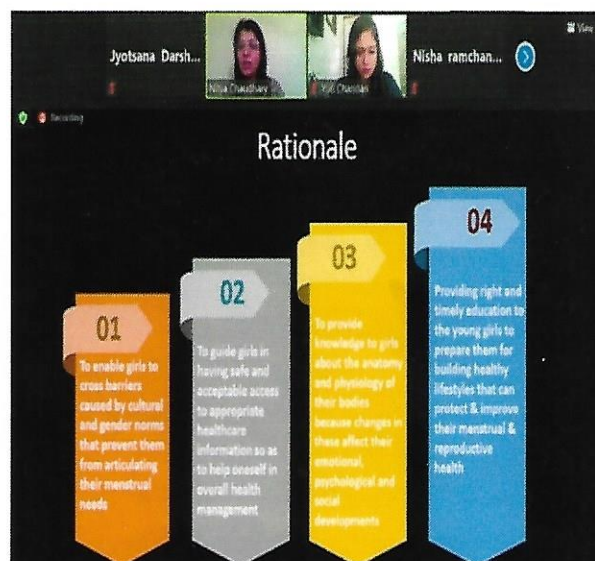 View
Jyotsana Darsh...
Nitya Chaudhary
Nisha ramchan...
Recording
Rationale
01
To enable girls to
cross barriers
caused by cultural
and gender norms
that prevent them
from articulating
their menstrual
needs
02
To guide girls in
having safe and
acceptable access
to appropriate
healthcare
information so as
to help oneself in
overall health
management
03
To provide
knowledge to girls
about the anatomy
and physiology of
their bodies
because changes in
these affect their
emotional,
psychological and
social
developments
04
Providing right and
timely education to
the young girls to
prepare them for
building healthy
lifestyles that can
protect & improve
their menstrual &
reproductive
health